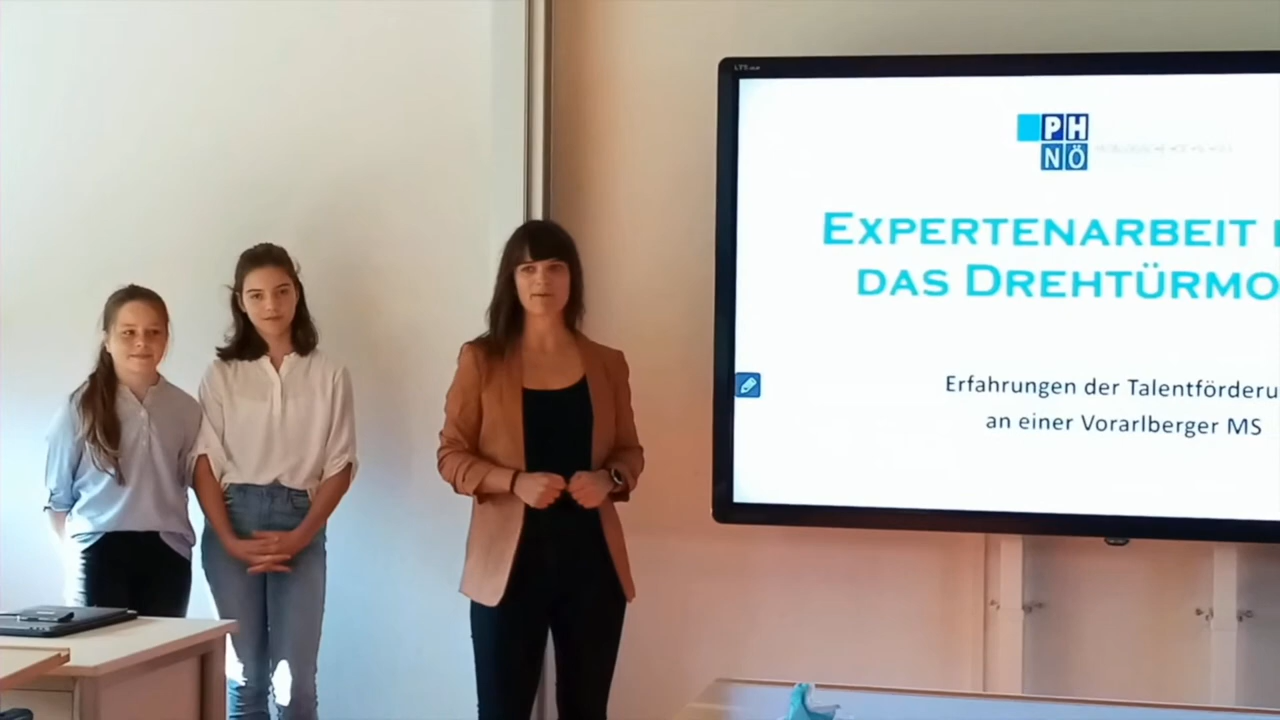 PH
NÖ
EXPERTENARBEIT
DAS DREHTÜRMO
Erfahrungen der Talentförderu
an einer Vorarlberger MS